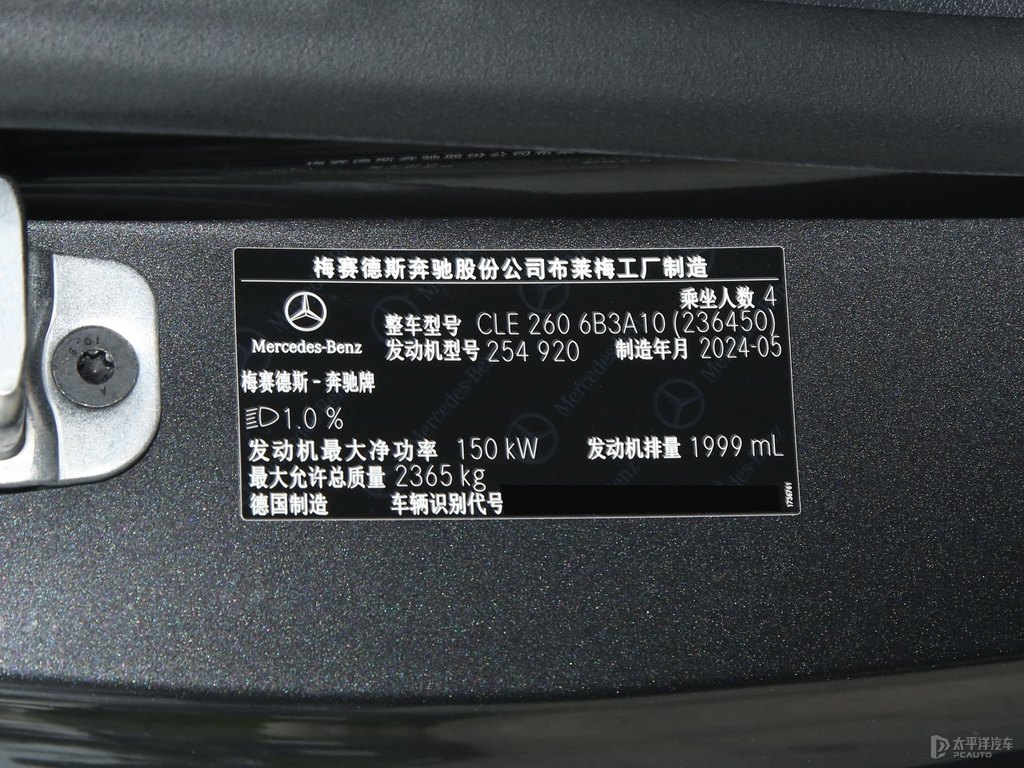 梅赛德斯奔驰股份公司布莱梅工厂制造
乘坐人数 4
整车型号 CLE 260 6B3A10 (236450)
Mercedes-Benz
发动机型号 254 920 制造年月 2024-05
梅赛德斯-奔驰牌
1.0 %
发动机最大净功率 150 kW 发动机排量 1999 mL
最大允许总质量 2365 kg
德国制造 车辆识别代号
太平洋汽车
PCAUTO